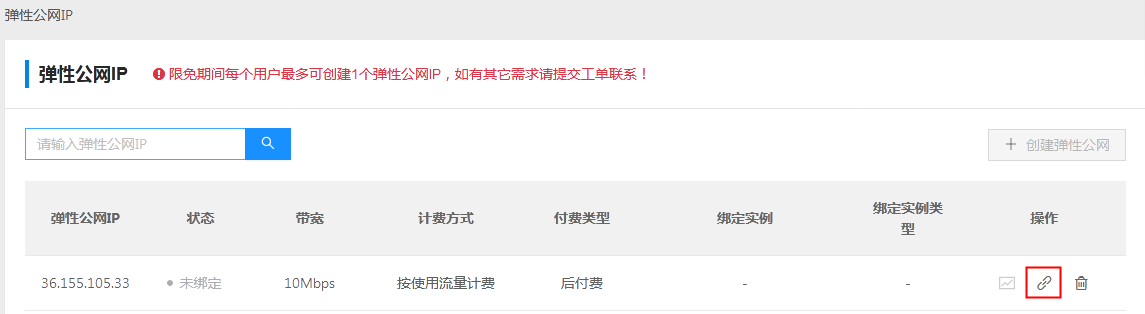 弹性公网IP
弹性公网IP
限免期间每个用户最多可创建1个弹性公网IP，如有其它需求请提交工单联系！
请输入弹性公网IP
创建弹性公网
弹性公网IP 状态 带宽 计费方式 付费类型 绑定实例 绑定实例类型 操作
36.155.105.33 未绑定 10Mbps 按使用流量计费 后付费 - -